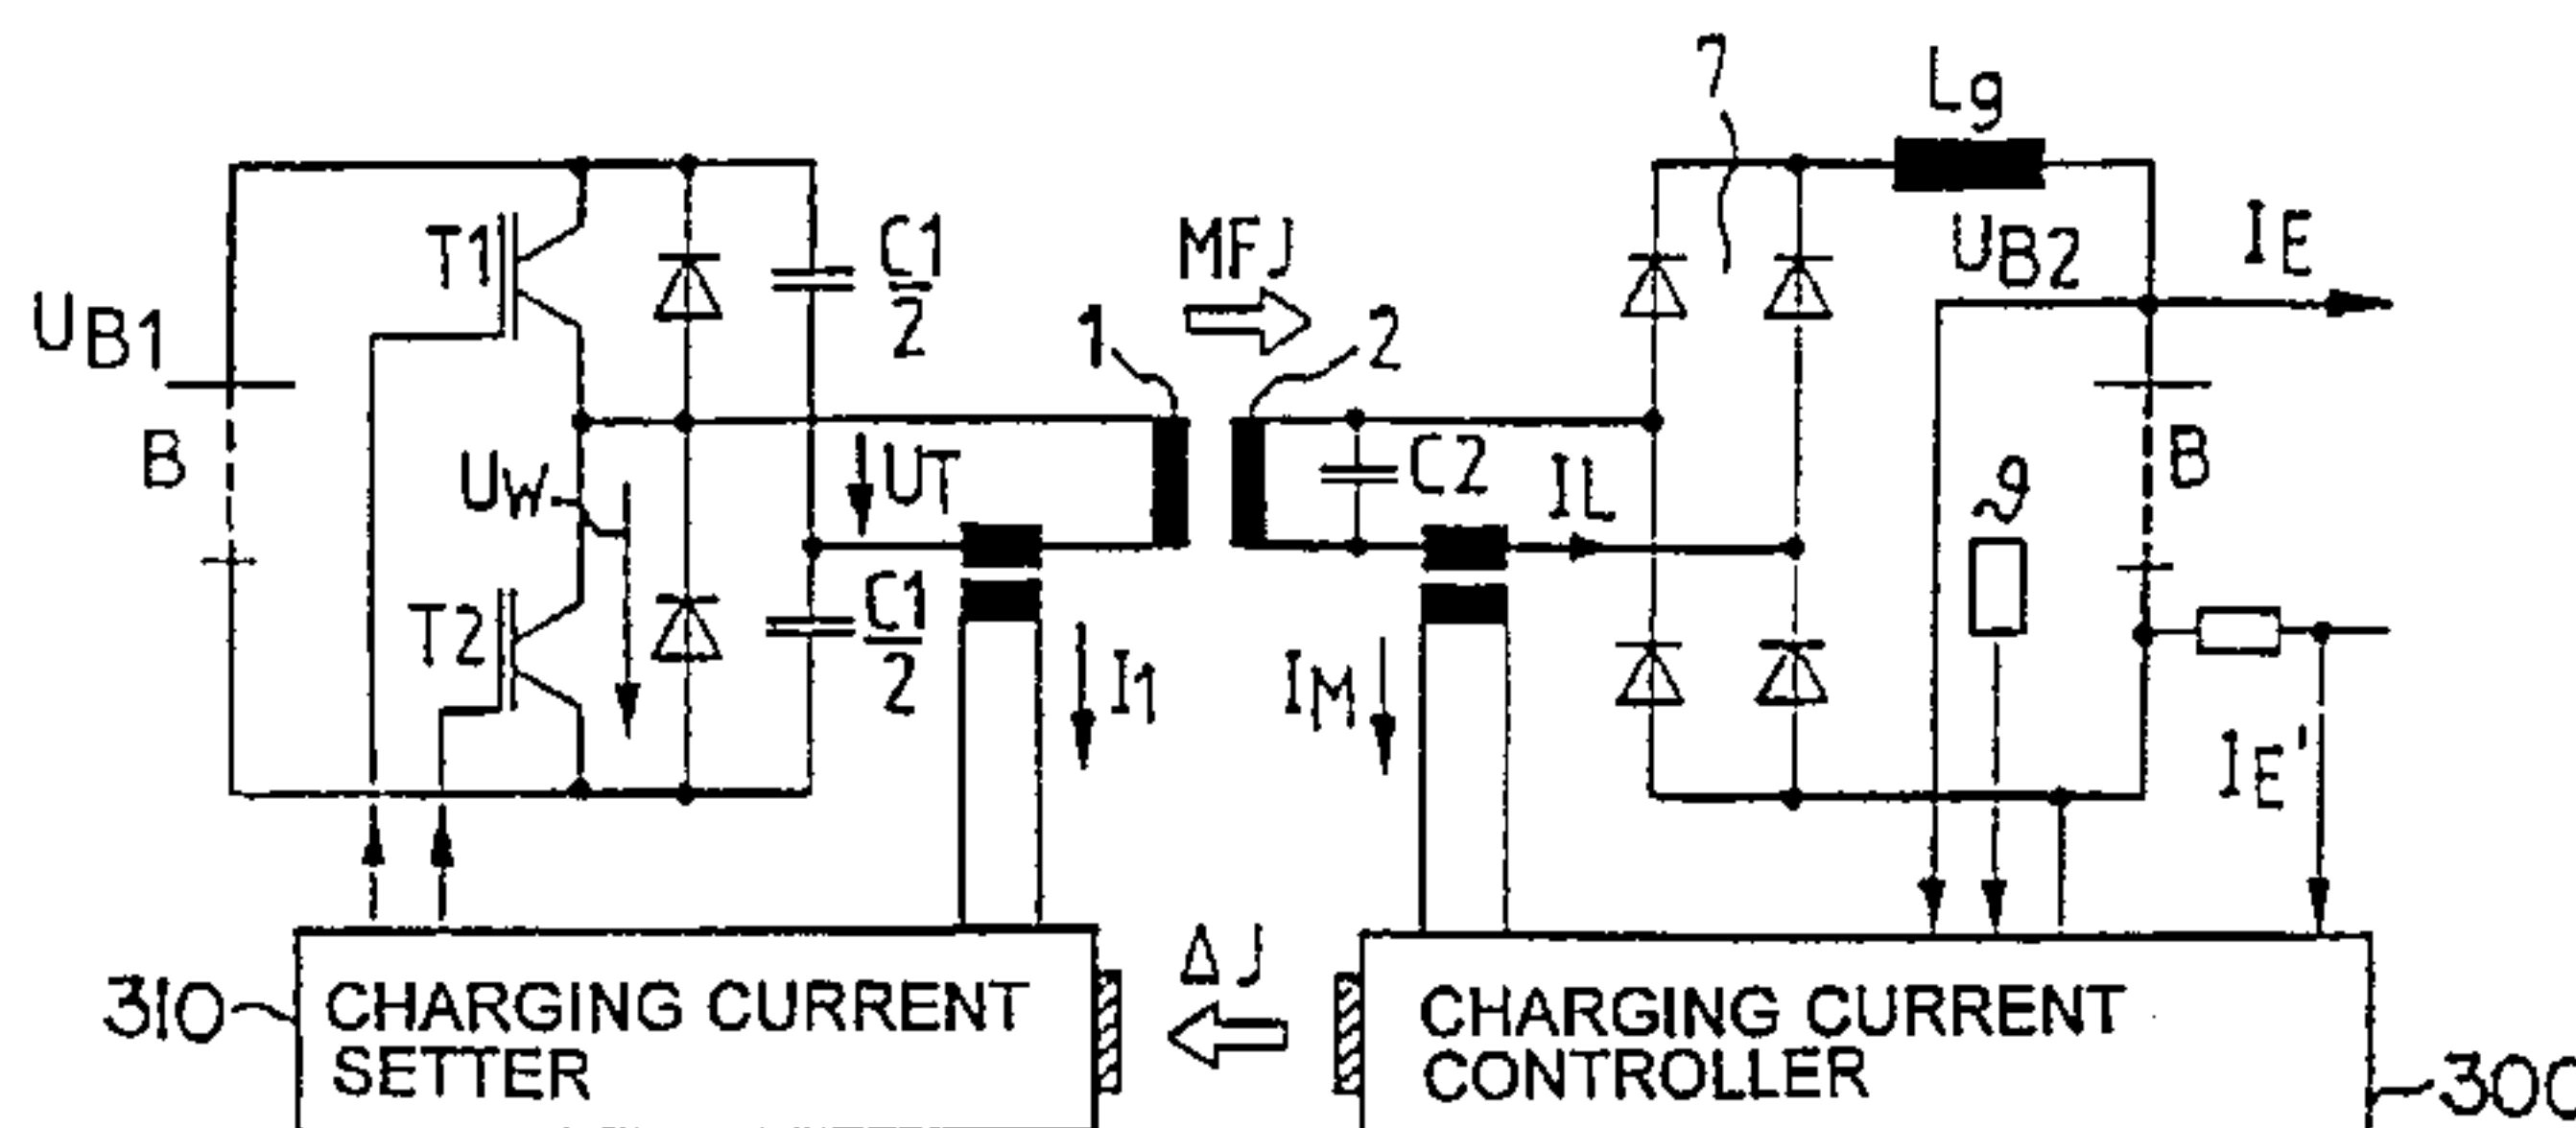 7
Lg
T1
C1
2
MFJ
UB2
IE
UB1
1
2
B
UW
UT
C2
IL
ϑ
B
T2
C1
2
I1
IM
IE'
ΔJ
310
CHARGING CURRENT
SETTER
CHARGING CURRENT
CONTROLLER
300